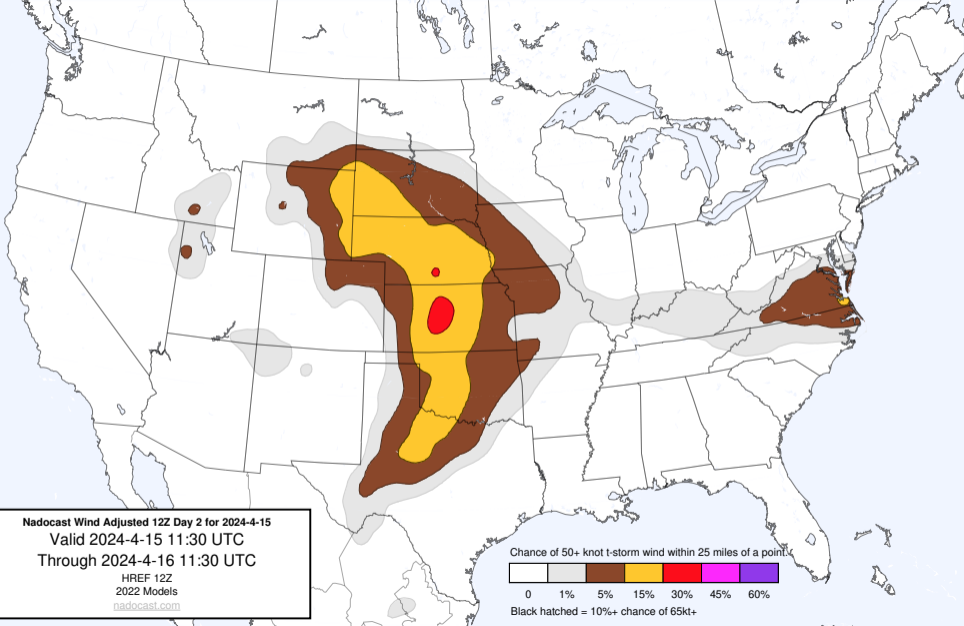 Nadocast Wind Adjusted 12Z Day 2 for 2024-4-15
Valid 2024-4-15 11:30 UTC
Through 2024-4-16 11:30 UTC
HREF 12Z
2022 Models
nadocast.com
Chance of 50+ knot t-storm wind within 25 miles of a point.
0 1% 5% 15% 30% 45% 60%
Black hatched = 10%+ chance of 65kt+